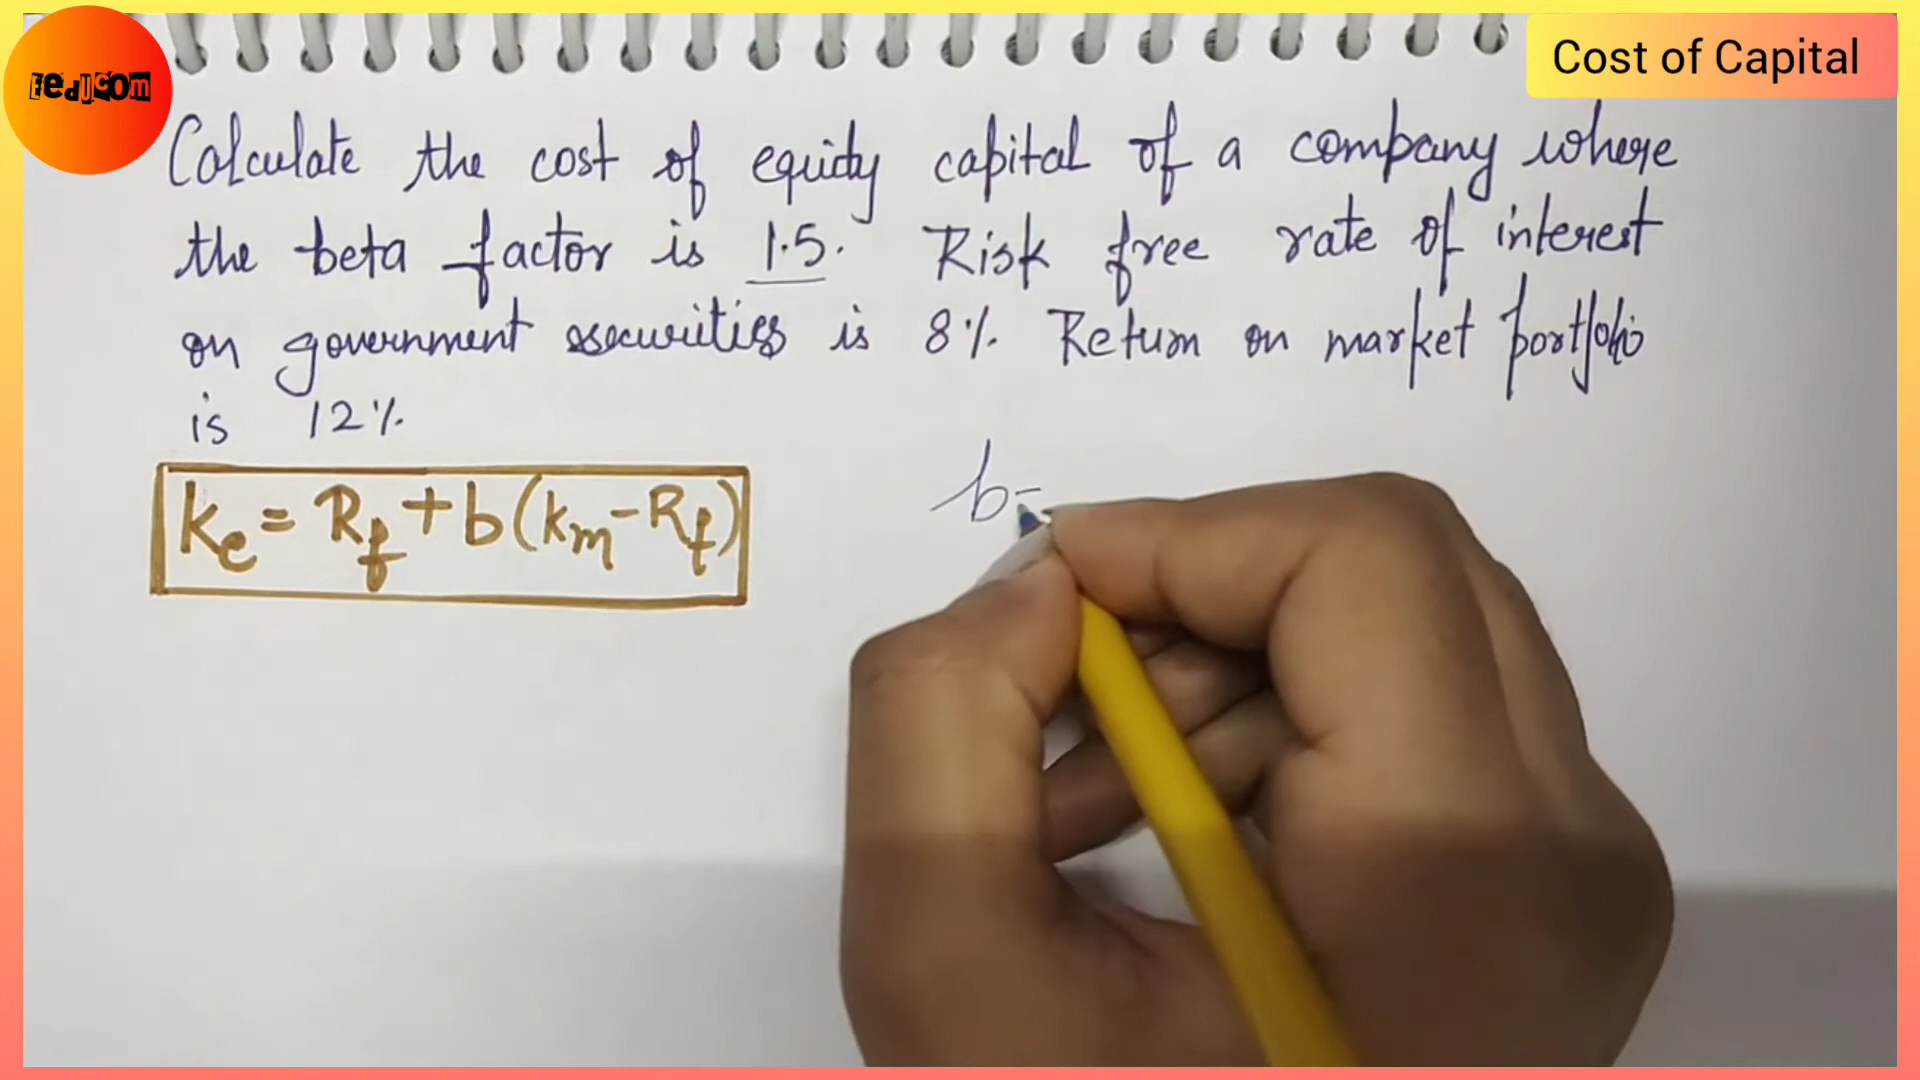 EeduCom
Cost of Capital
Calculate the cost of equity capital of a company where
the beta factor is 1.5. Risk free rate of interest
on government securities is 8% Return on market portfolio
is 12%
Ke = Rf + b (km - Rf)
b =